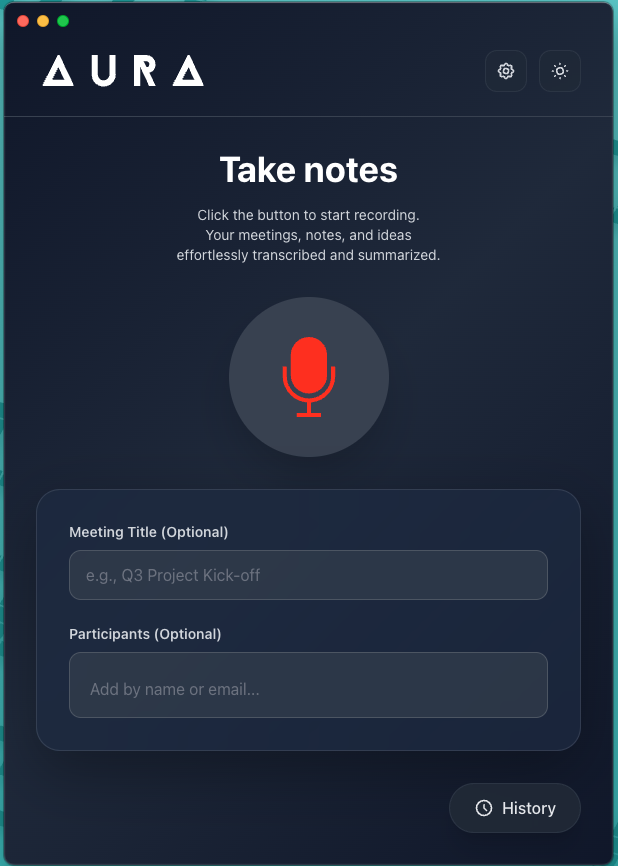 AURA
Take notes
Click the button to start recording.
Your meetings, notes, and ideas
effortlessly transcribed and summarized.
Meeting Title (Optional)
e.g., Q3 Project Kick-off
Participants (Optional)
Add by name or email...
History